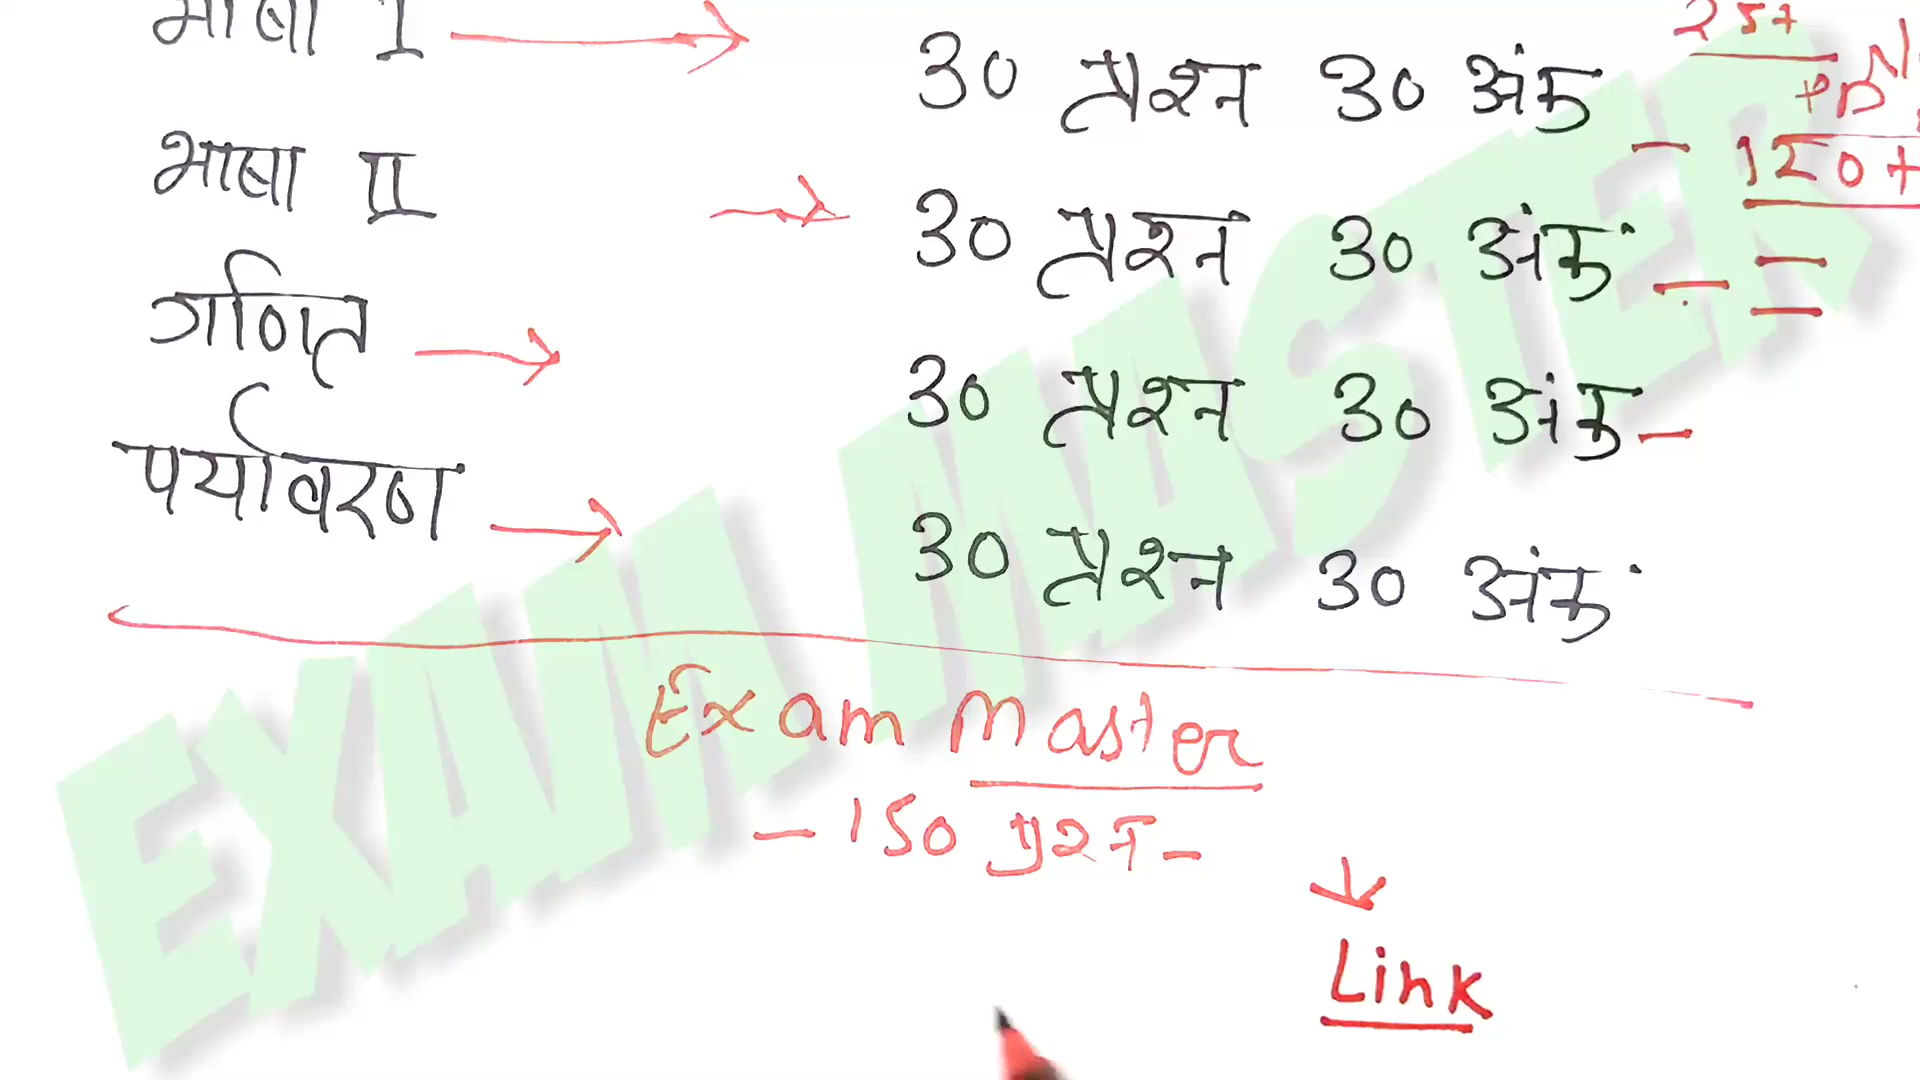 भाषा I 30 प्रश्न 30 अंक
25+
120+
भाषा II 30 प्रश्न 30 अंक
गणित 30 प्रश्न 30 अंक
पर्यावरण 30 प्रश्न 30 अंक
EXAM MASTER
Exam Master
- 150 प्रश्न -
Link